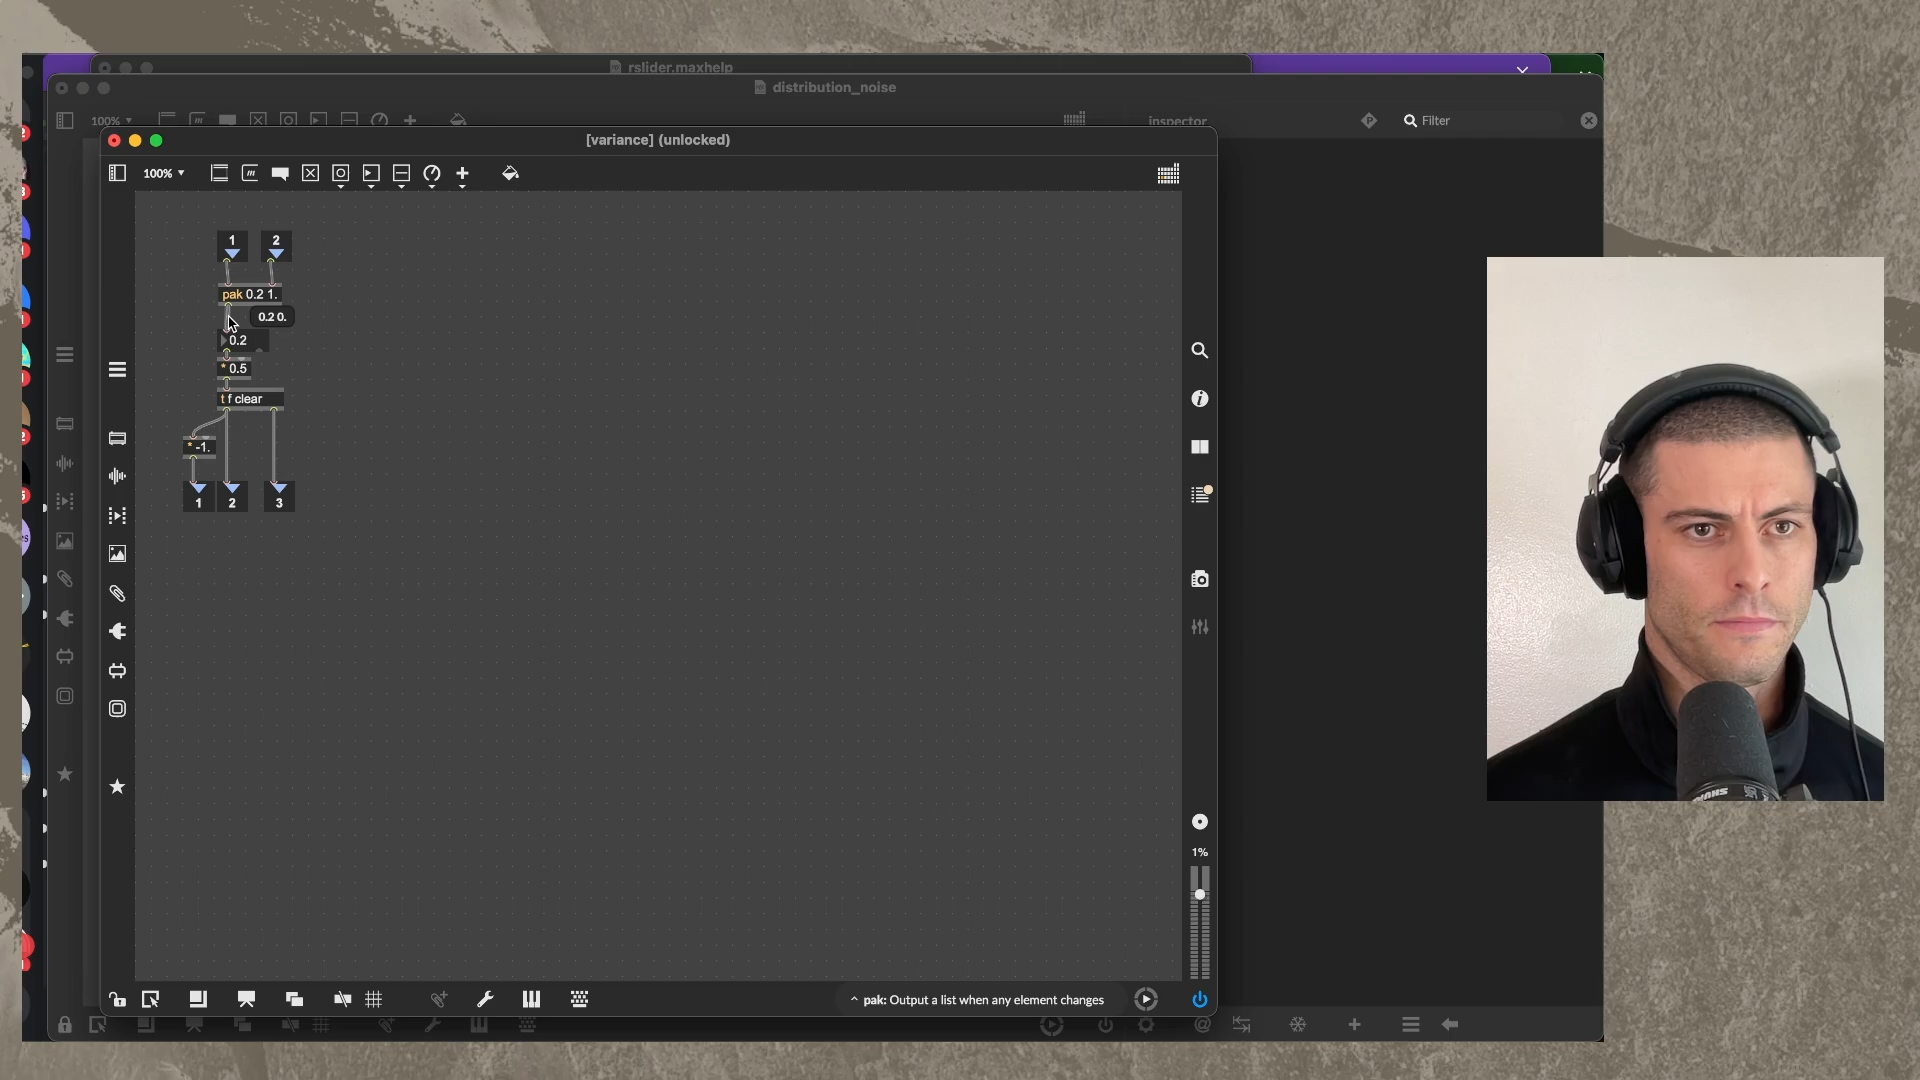 rslider.maxhelp
distribution_noise
100%
inspector
Filter
[variance] (unlocked)
100%
1 2
pak 0.2 1.
0.2 0.
0.2
* 0.5
t f clear
* -1.
1 2 3
1%
pak: Output a list when any element changes